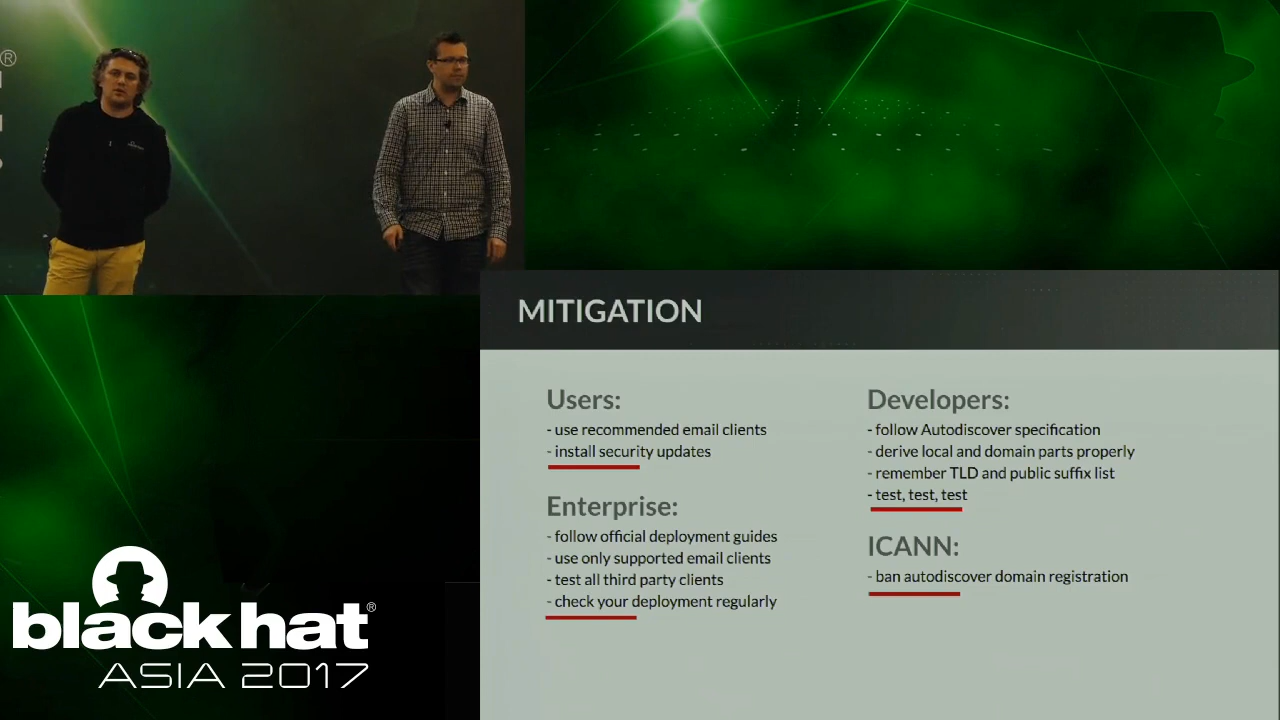 MITIGATION
Users:
- use recommended email clients
- install security updates
Enterprise:
- follow official deployment guides
- use only supported email clients
- test all third party clients
- check your deployment regularly
Developers:
- follow Autodiscover specification
- derive local and domain parts properly
- remember TLD and public suffix list
- test, test, test
ICANN:
- ban autodiscover domain registration
black hat®
ASIA 2017
®